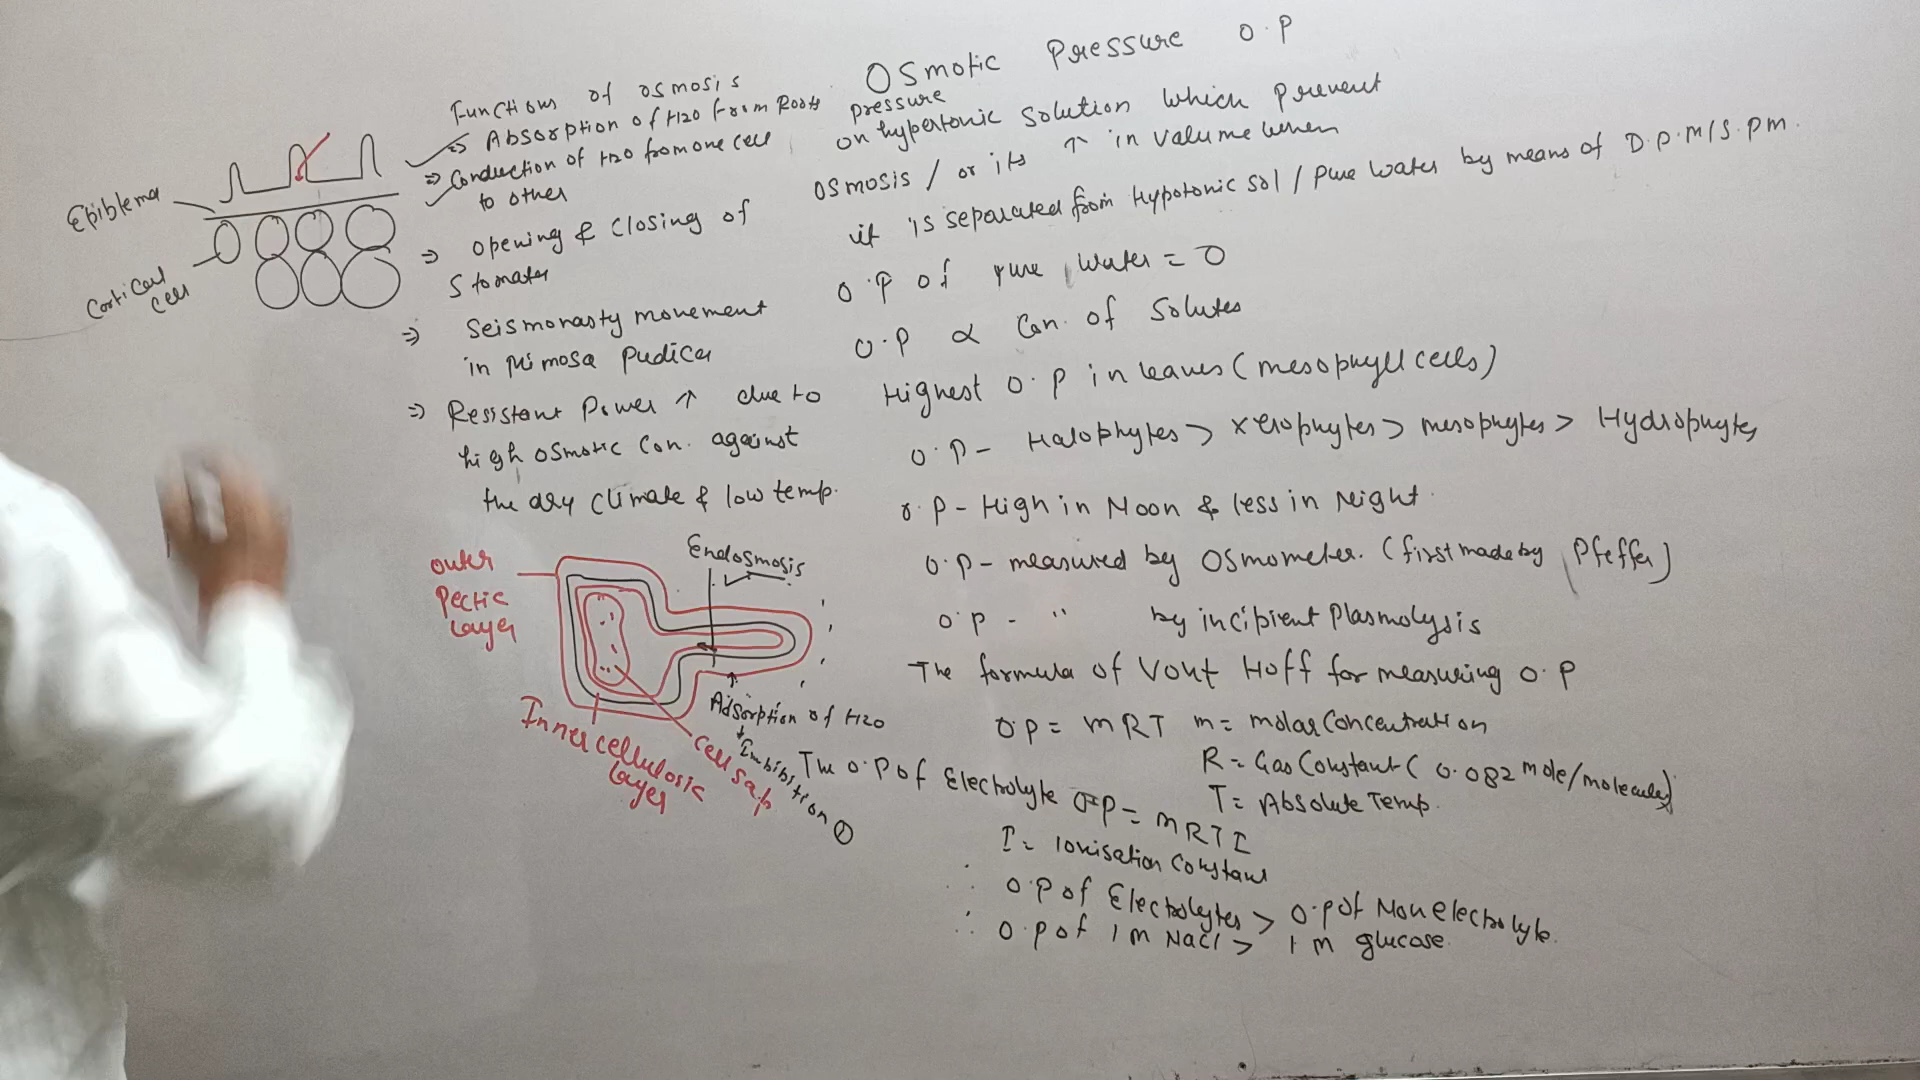 Osmotic Pressure O.P
Functions of osmosis
=> Absorption of H2O from Roots
=> Conduction of H2O from one cell
to other
=> opening & closing of
Stomata
=> Seismonasty movement
in Mimosa Pudica
=> Resistant Power ↑ due to
high osmotic Con. against
the dry climate & low temp.
Epiblema
Cortical
cell
pressure
on hypertonic solution which prevent
osmosis / or its ↑ in volume when
it is separated from Hypotonic sol / pure water by means of D.P.M/S.PM.
O.P of pure water = 0
O.P ∝ Con. of Solutes
Highest O.P in leaves (mesophyll cells)
O.P - Halophytes > xerophytes > mesophytes > Hydrophytes
O.P - High in Noon & less in Night.
O.P - measured by Osmometer. (first made by Pfeffer)
O.P - " by incipient Plasmolysis
The formula of Vont Hoff for measuring O.P
OP = MRT m = molar Concentration
R = Gas Constant ( 0.082 mole/molecules)
T = Absolute Temp.
The O.P of Electrolyte OP = MRTI
I = Ionisation Constant
∴ O.P of Electrolytes > O.P of Nonelectrolyte.
∴ O.P of 1 M NaCl > 1 M glucose.
outer
Pectic
Layer
Endosmosis
Adsorption of H2O
↓
Imbibition
Inner cellulosic
Layer
cell sap